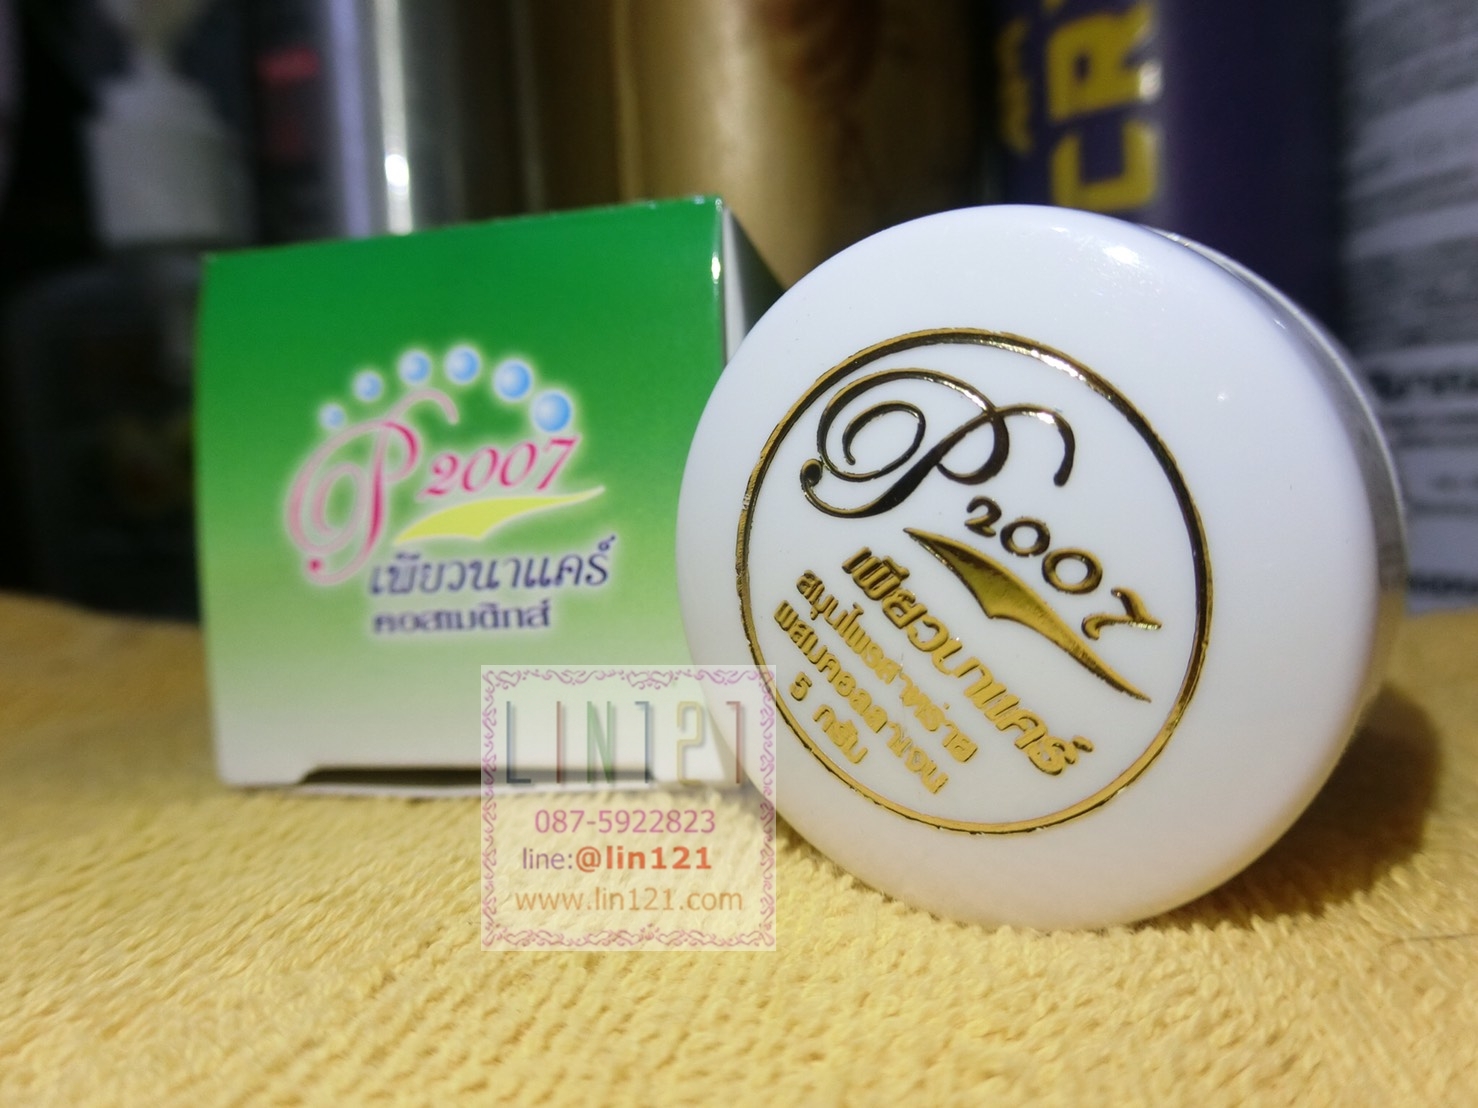 P2007
เพียวนาแคร์
คอสเมติกส์
P2007
เพียวนาแคร์
สมุนไพรสาหร่าย
ผสมคอลลาเจน
5 กรัม
LIN121
087-5922823
line:@lin121
www.lin121.com
CR